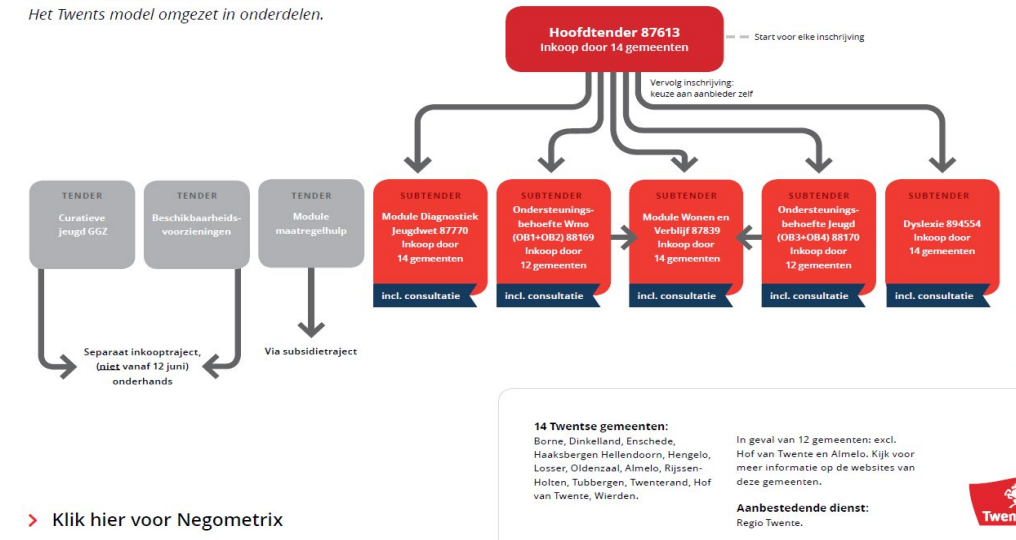 Het Twents model omgezet in onderdelen.
Hoofdtender 87613
Inkoop door 14 gemeenten
Start voor elke inschrijving
Vervolg inschrijving:
keuze aan aanbieder zelf
TENDER
Curatieve
jeugd GGZ
TENDER
Beschikbaarheids-
voorzieningen
TENDER
Module
maatregelhulp
SUBTENDER
Module Diagnostiek
Jeugdwet 87770
Inkoop door
14 gemeenten
incl. consultatie
SUBTENDER
Ondersteunings-
behoefte Wmo
(OB1+OB2) 88169
Inkoop door
12 gemeenten
incl. consultatie
SUBTENDER
Module Wonen en
Verblijf 87839
Inkoop door
14 gemeenten
incl. consultatie
SUBTENDER
Ondersteunings-
behoefte Jeugd
(OB3+OB4) 88170
Inkoop door
12 gemeenten
incl. consultatie
SUBTENDER
Dyslexie 894554
Inkoop door
14 gemeenten
incl. consultatie
Separaat inkooptraject,
(niet vanaf 12 juni)
onderhands
Via subsidietraject
14 Twentse gemeenten:
Borne, Dinkelland, Enschede,
Haaksbergen Hellendoorn, Hengelo,
Losser, Oldenzaal, Almelo, Rijssen-
Holten, Tubbergen, Twenterand, Hof
van Twente, Wierden.
In geval van 12 gemeenten: excl.
Hof van Twente en Almelo. Kijk voor
meer informatie op de websites van
deze gemeenten.
Aanbestedende dienst:
Regio Twente.
Twen
Klik hier voor Negometrix